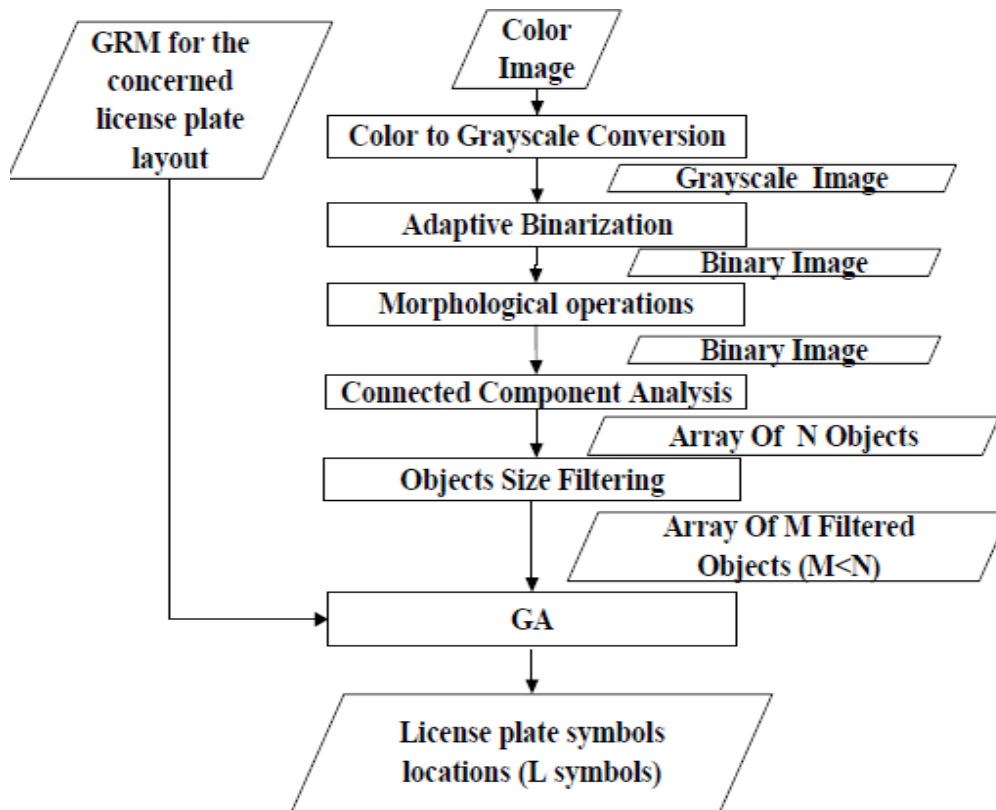 GRM for the
concerned
license plate
layout
Color
Image
Color to Grayscale Conversion
Grayscale Image
Adaptive Binarization
Binary Image
Morphological operations
Binary Image
Connected Component Analysis
Array Of N Objects
Objects Size Filtering
Array Of M Filtered
Objects (M<N)
GA
License plate symbols
locations (L symbols)